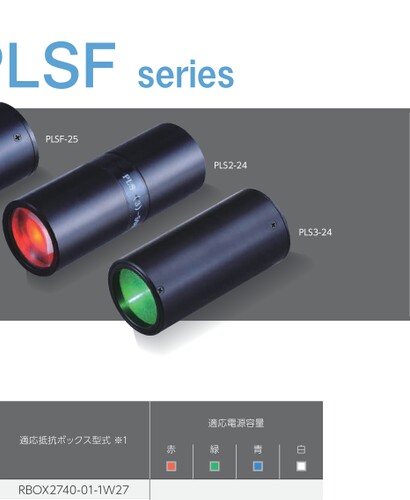 PLSF series
PLSF-25
PLS2-24
PLS3-24
適応抵抗ボックス型式 ※1
適応電源容量
赤 緑 青 白
RBOX2740-01-1W27